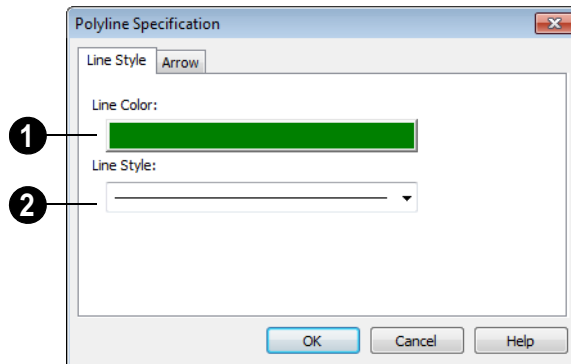 Polyline Specification
Line Style Arrow
Line Color:
1
Line Style:
2
OK Cancel Help